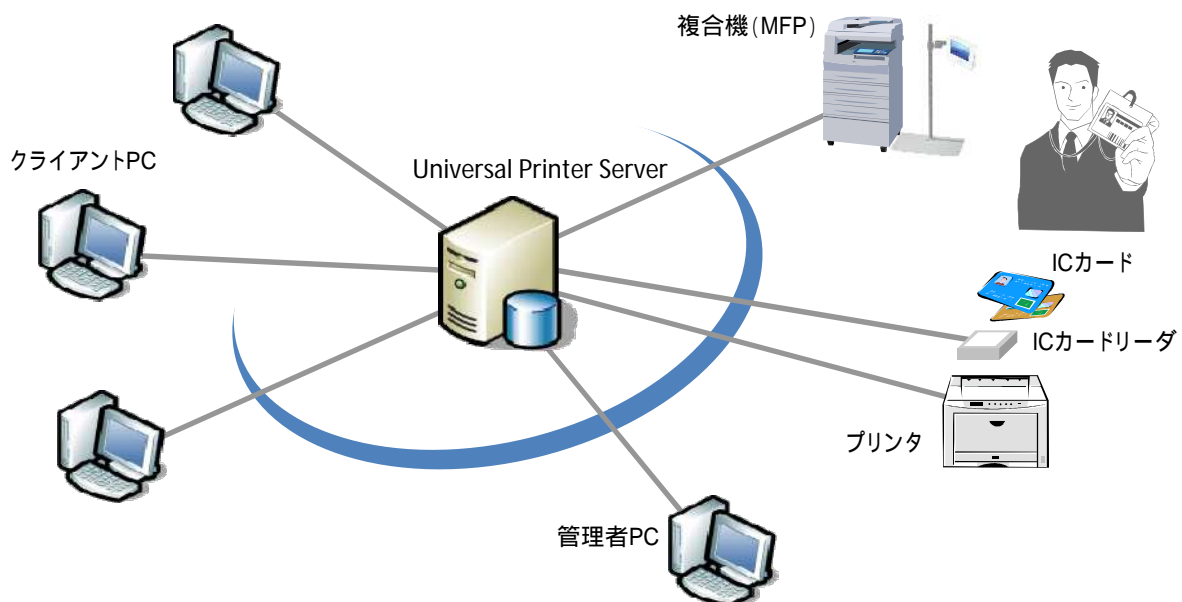 複合機(MFP)
クライアントPC
Universal Printer Server
ICカード
ICカードリーダ
プリンタ
管理者PC